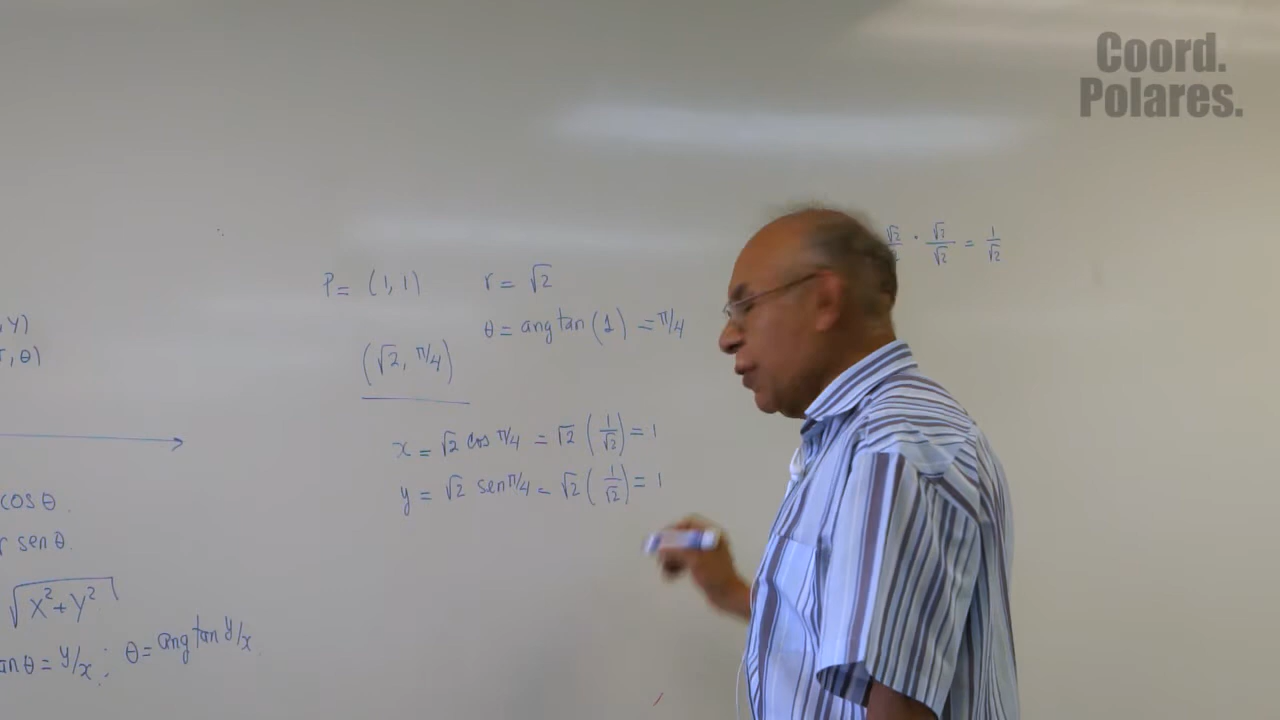 Coord.
Polares.
√2 · √2/√2 = 1/√2
P = (1, 1) r = √2
θ = ang tan (1) = π/4
(√2, π/4)
, y)
, θ)
x = √2 cos π/4 = √2 (1/√2) = 1
y = √2 sen π/4 = √2 (1/√2) = 1
cos θ
r sen θ.
√x²+y²
an θ = y/x; θ = ang tan y/x